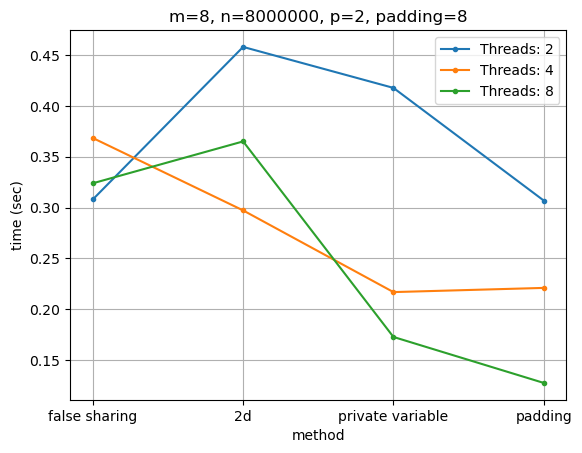 m=8, n=8000000, p=2, padding=8
Threads: 2
Threads: 4
Threads: 8
0.45
0.40
0.35
0.30
0.25
0.20
0.15
time (sec)
false sharing 2d private variable padding
method